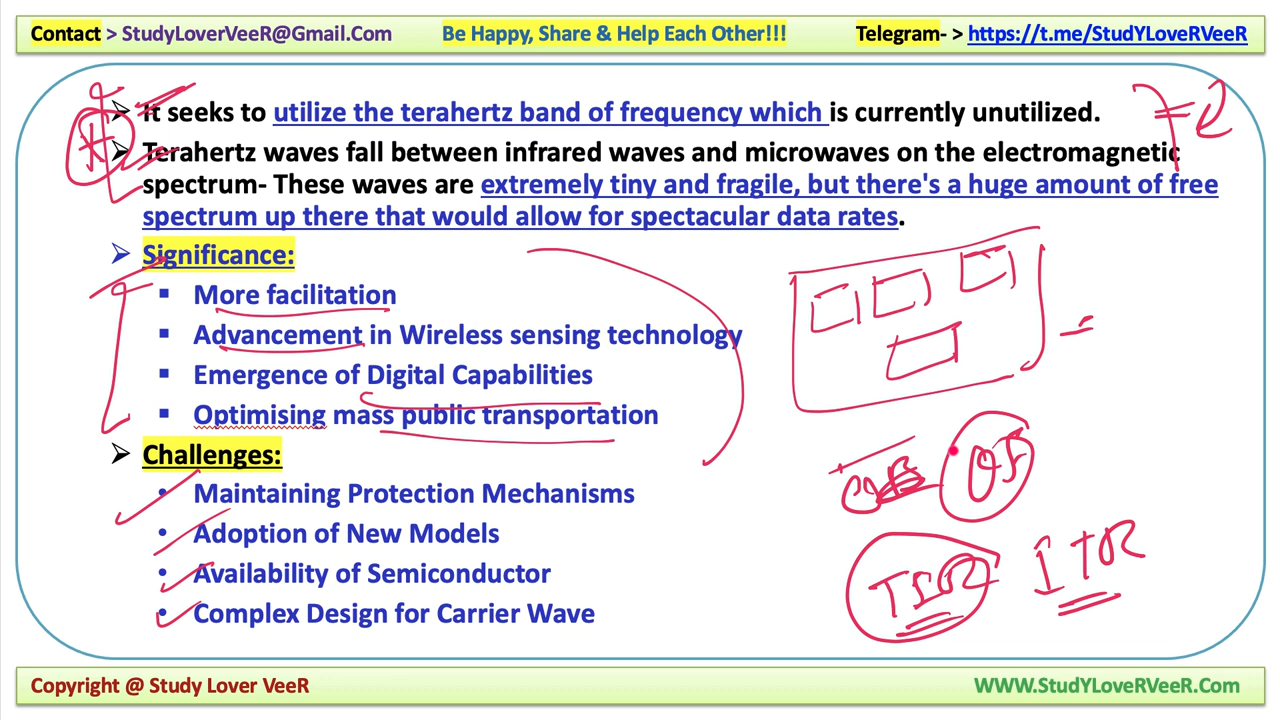 Contact > StudyLoverVeeR@Gmail.Com Be Happy, Share & Help Each Other!!! Telegram- > https://t.me/StudYLoveRVeeR
It seeks to utilize the terahertz band of frequency which is currently unutilized.
Terahertz waves fall between infrared waves and microwaves on the electromagnetic
spectrum- These waves are extremely tiny and fragile, but there's a huge amount of free
spectrum up there that would allow for spectacular data rates.
Significance:
More facilitation
Advancement in Wireless sensing technology
Emergence of Digital Capabilities
Optimising mass public transportation
Challenges:
Maintaining Protection Mechanisms
Adoption of New Models
Availability of Semiconductor
Complex Design for Carrier Wave
OF
TIR ITR
Copyright @ Study Lover VeeR WWW.StudYLoveRVeeR.Com